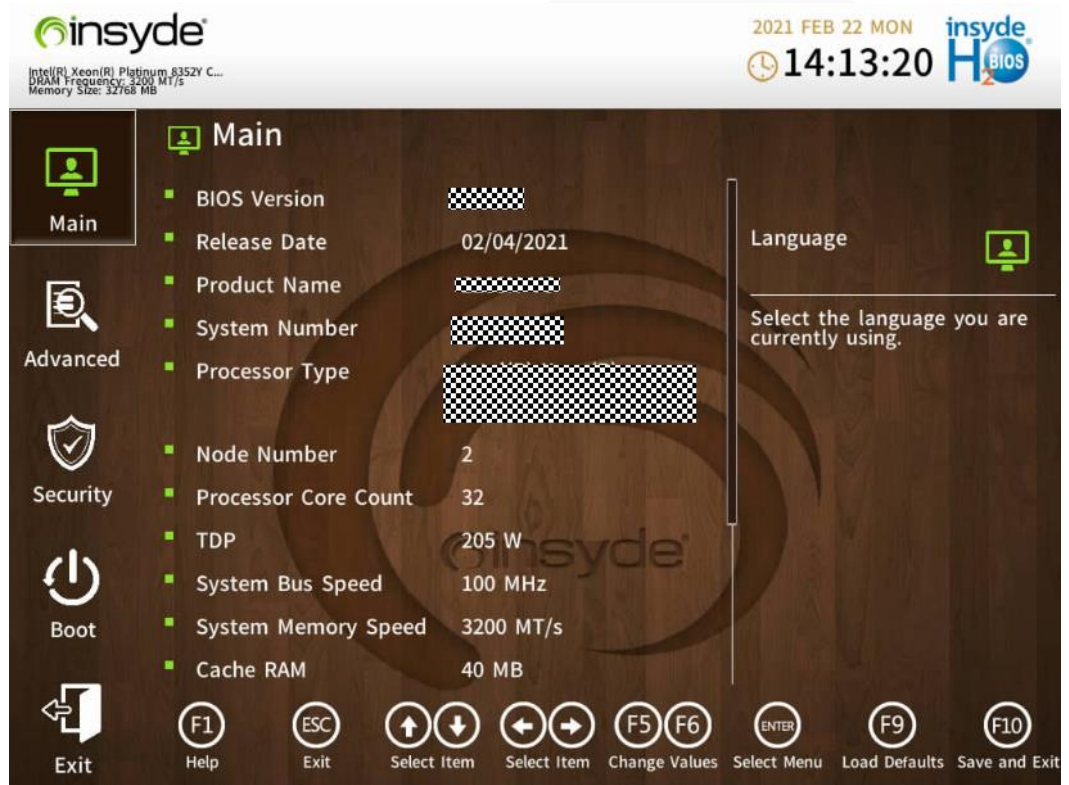 insyde®
Intel(R) Xeon(R) Platinum 8352Y C...
DRAM Frequency: 3200 MT/s
Memory Size: 32768 MB
2021 FEB 22 MON
14:13:20
insyde
H2O BIOS
Main
Advanced
Security
Boot
Exit
Main
BIOS Version
Release Date 02/04/2021
Product Name
System Number
Processor Type
Node Number 2
Processor Core Count 32
TDP 205 W
System Bus Speed 100 MHz
System Memory Speed 3200 MT/s
Cache RAM 40 MB
insyde®
Language
Select the language you are
currently using.
F1 Help
ESC Exit
Select Item
Select Item
F5 F6 Change Values
ENTER Select Menu
F9 Load Defaults
F10 Save and Exit